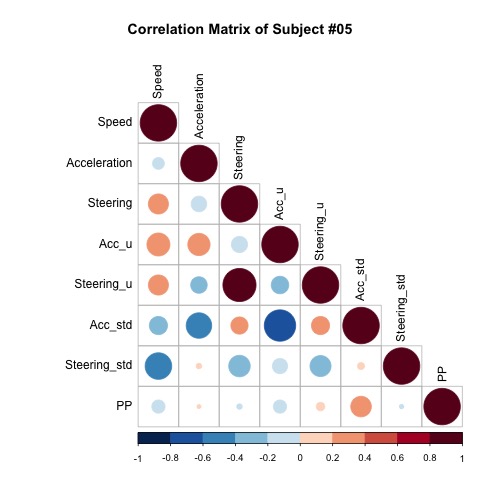 Correlation Matrix of Subject #05
Speed
Acceleration
Steering
Acc_u
Steering_u
Acc_std
Steering_std
PP
Speed
Acceleration
Steering
Acc_u
Steering_u
Acc_std
Steering_std
PP
-1 -0.8 -0.6 -0.4 -0.2 0 0.2 0.4 0.6 0.8 1